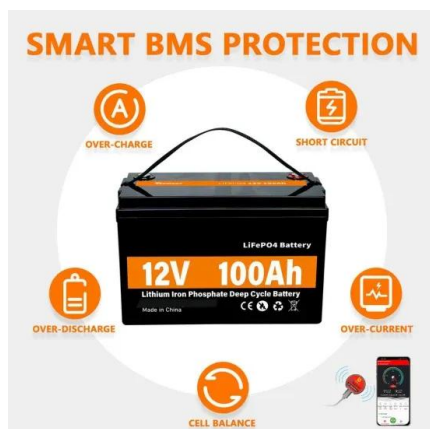 SMART BMS PROTECTION
A
OVER-CHARGE
SHORT CIRCUIT
LiFePO4 Battery
12V 100Ah
Lithium Iron Phosphate Deep Cycle Battery
Made in China
CE
OVER-DISCHARGE
OVER-CURRENT
CELL BALANCE